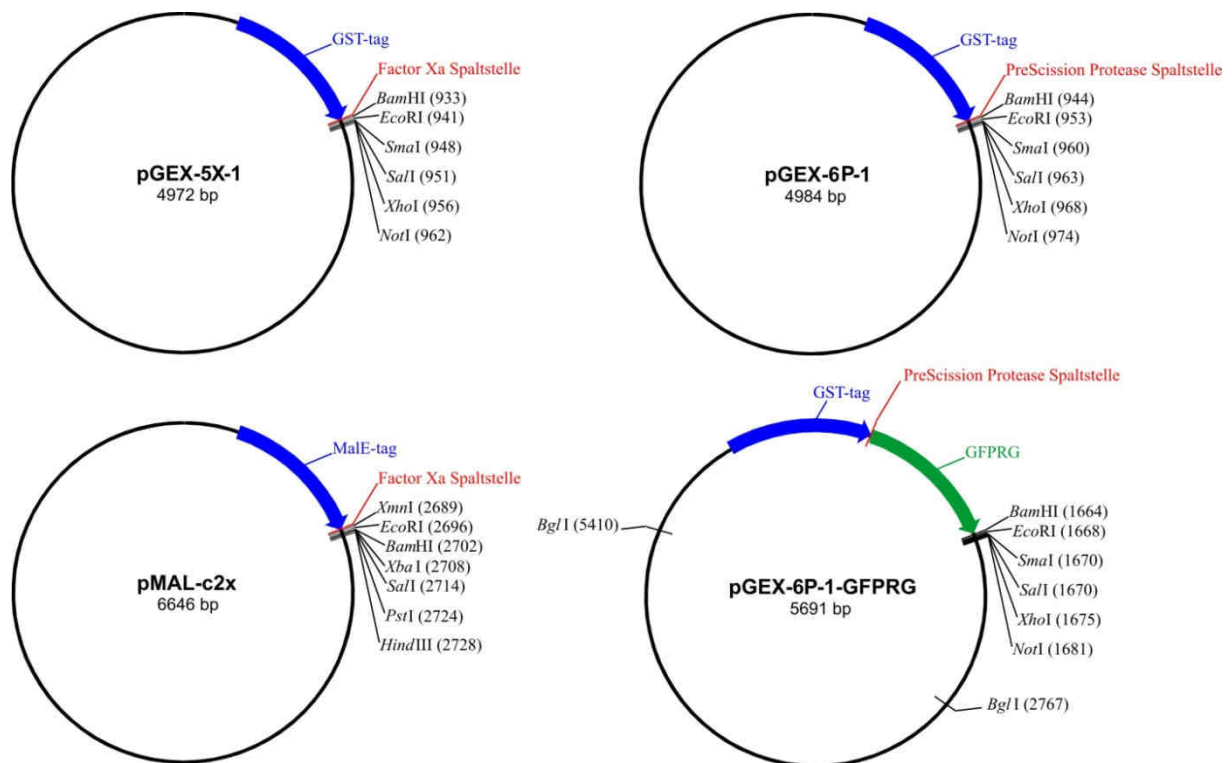 GST-tag
Factor Xa Spaltstelle
BamHI (933)
EcoRI (941)
SmaI (948)
SalI (951)
XhoI (956)
NotI (962)
pGEX-5X-1
4972 bp
GST-tag
PreScission Protease Spaltstelle
BamHI (944)
EcoRI (953)
SmaI (960)
SalI (963)
XhoI (968)
NotI (974)
pGEX-6P-1
4984 bp
MalE-tag
Factor Xa Spaltstelle
XmnI (2689)
EcoRI (2696)
BamHI (2702)
XbaI (2708)
SalI (2714)
PstI (2724)
HindIII (2728)
pMAL-c2x
6646 bp
PreScission Protease Spaltstelle
GST-tag
GFPRG
BamHI (1664)
EcoRI (1668)
SmaI (1670)
SalI (1670)
XhoI (1675)
NotI (1681)
BglI (5410)
pGEX-6P-1-GFPRG
5691 bp
BglI (2767)